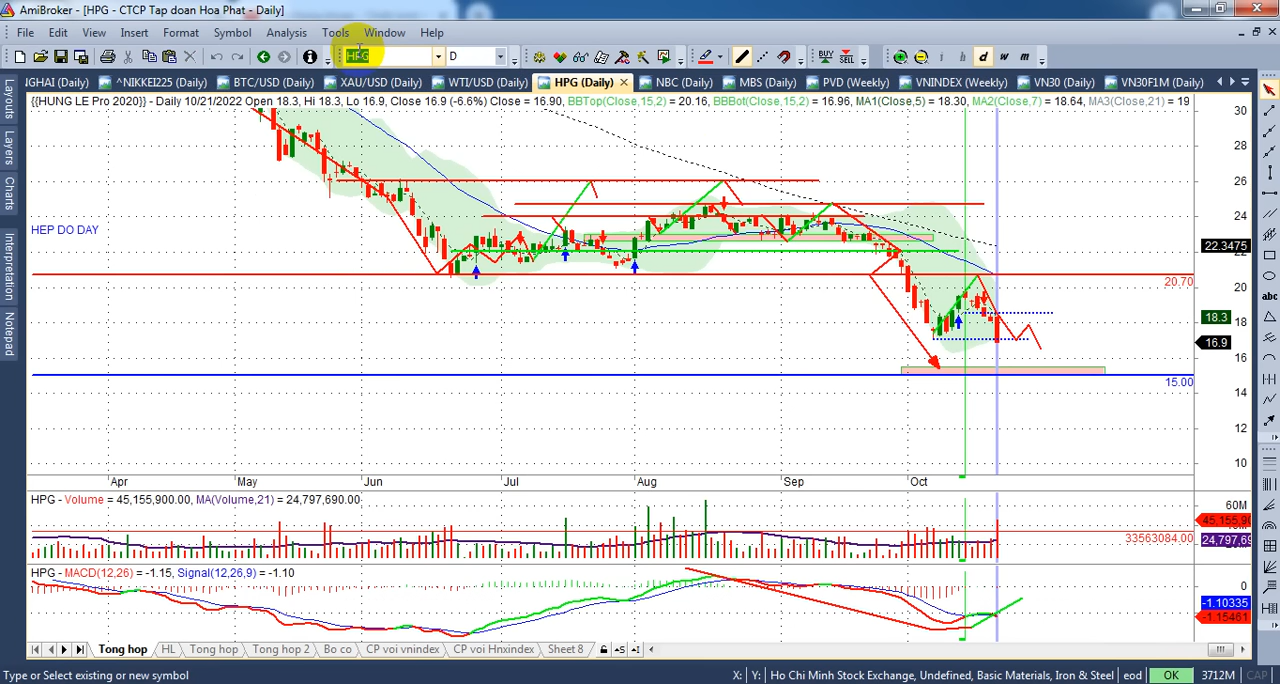 AmiBroker - [HPG - CTCP Tap doan Hoa Phat - Daily]
File Edit View Insert Format Symbol Analysis Tools Window Help
HPG D BUY SELL i h d w m
IGHAI (Daily) ^NIKKEI225 (Daily) BTC/USD (Daily) XAU/USD (Daily) WTI/USD (Daily) HPG (Daily) NBC (Daily) MBS (Daily) PVD (Weekly) VNINDEX (Weekly) VN30 (Daily) VN30F1M (Daily)
{{HUNG LE Pro 2020}} - Daily 10/21/2022 Open 18.3, Hi 18.3, Lo 16.9, Close 16.9 (-6.6%) Close = 16.90, BBTop(Close,15,2) = 20.16, BBBot(Close,15,2) = 16.96, MA1(Close,5) = 18.30, MA2(Close,7) = 18.64, MA3(Close,21) = 19
Layouts
Layers
Charts
Interpretation
Notepad
HEP DO DAY
30
28
26
24
22.3475
22
20.70
20
18.3
18
16.9
16
15.00
14
12
10
abc
Apr May Jun Jul Aug Sep Oct
HPG - Volume = 45,155,900.00, MA(Volume,21) = 24,797,690.00
60M
45,155,90
33563084.00
24,797,69
HPG - MACD(12,26) = -1.15, Signal(12,26,9) = -1.10
0
-1.10335
-1.15461
Tong hop HL Tong hop Tong hop 2 Bo co CP voi vnindex CP voi Hnxindex Sheet 8
Type or Select existing or new symbol X: Y: Ho Chi Minh Stock Exchange, Undefined, Basic Materials, Iron & Steel eod OK 3712M CAP